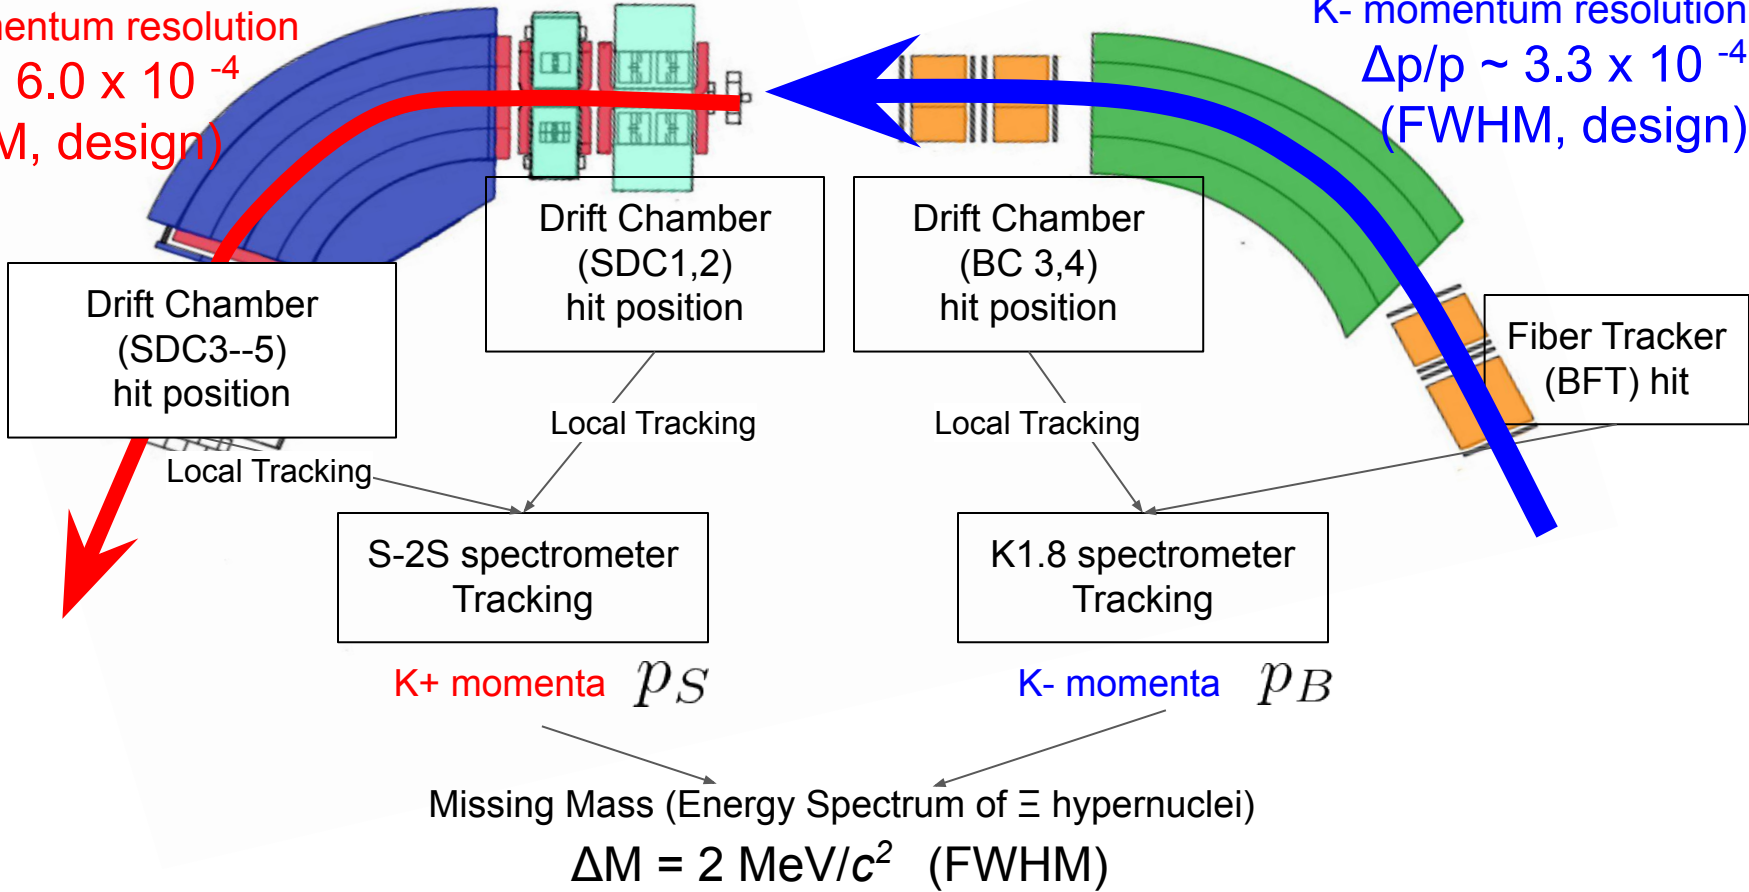 momentum resolution
6.0 x 10 -4
M, design)
K- momentum resolution
Δp/p ~ 3.3 x 10 -4
(FWHM, design)
Drift Chamber
(SDC1,2)
hit position
Drift Chamber
(BC 3,4)
hit position
Drift Chamber
(SDC3--5)
hit position
Fiber Tracker
(BFT) hit
Local Tracking
Local Tracking
Local Tracking
S-2S spectrometer
Tracking
K1.8 spectrometer
Tracking
K+ momenta pS
K- momenta pB
Missing Mass (Energy Spectrum of Ξ hypernuclei)
ΔM = 2 MeV/c² (FWHM)